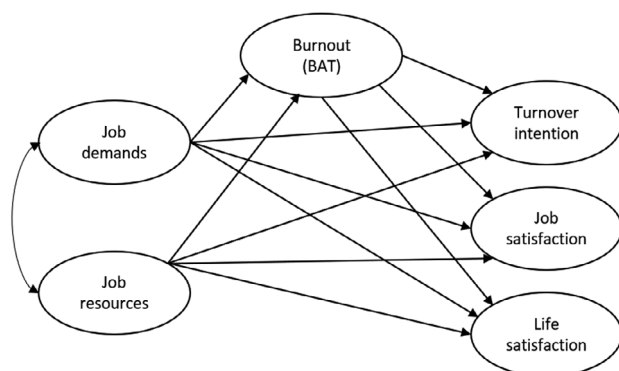 Burnout
(BAT)
Turnover
intention
Job
demands
Job
satisfaction
Job
resources
Life
satisfaction